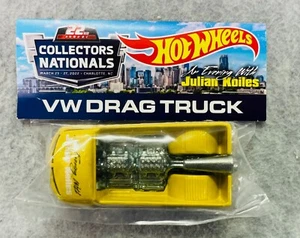 22nd
ANNUAL
COLLECTORS
NATIONALS
MARCH 23 - 27, 2022 - CHARLOTTE, NC
Hot Wheels
An Evening With
Julian Koiles
VW DRAG TRUCK